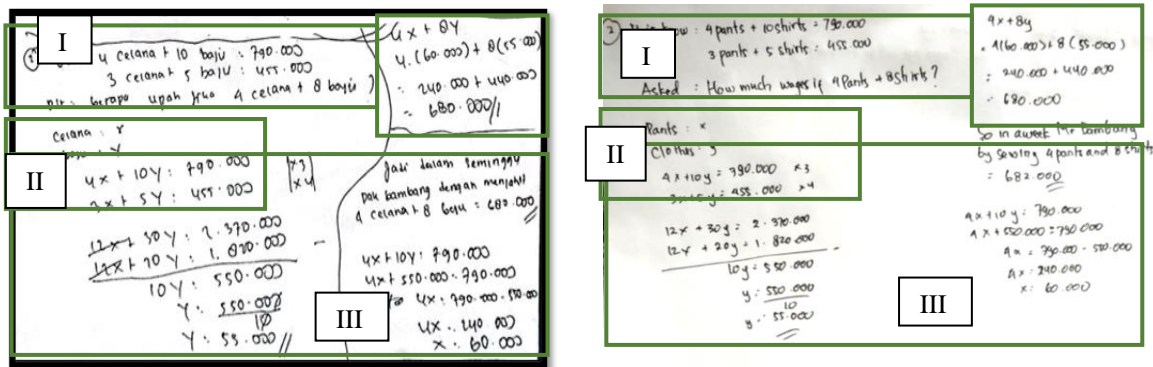 I
4 celana + 10 baju : 790.000
3 celana + 5 baju : 455.000
berapa upah jika 4 celana + 8 baju ?
4x + 8y
4.(60.000) + 8(55.000)
= 240.000 + 440.000
= 680.000//
II
celana : x
: y
4x + 10y : 790.000 | x3
3x + 5y : 455.000 | x4
12x + 30y : 2.370.000
12x + 20y : 1.820.000 -
10y : 550.000
y : 550.000
10
y : 55.000 //
Jadi dalam seminggu
pak bambang dengan menjahit
4 celana + 8 baju = 682.000
4x + 10y : 790.000
4x + 550.000 : 790.000
4x : 790.000 - 550.000
4x : 240.000
x : 60.000
III
2
I
: 4 pants + 10 shirts = 790.000
3 pants + 5 shirts = 455.000
Asked : How much wages if 4 Pants + 8 shirts?
4x + 8y
= 4(60.000) + 8(55.000)
= 240.000 + 440.000
= 680.000
II
Pants : x
Clothes : y
4x + 10y = 790.000 x3
3x + 5y = 455.000 x4
12x + 30y = 2.370.000
12x + 20y = 1.820.000
10y = 550.000
y : 550.000
10
y : 55.000
So in a week Mr Bambang
by sewing 4 pants and 8 shirts
= 682.000
4x + 10y = 790.000
4x + 550.000 = 790.000
4x = 790.000 - 550.000
4x = 240.000
x = 60.000
III